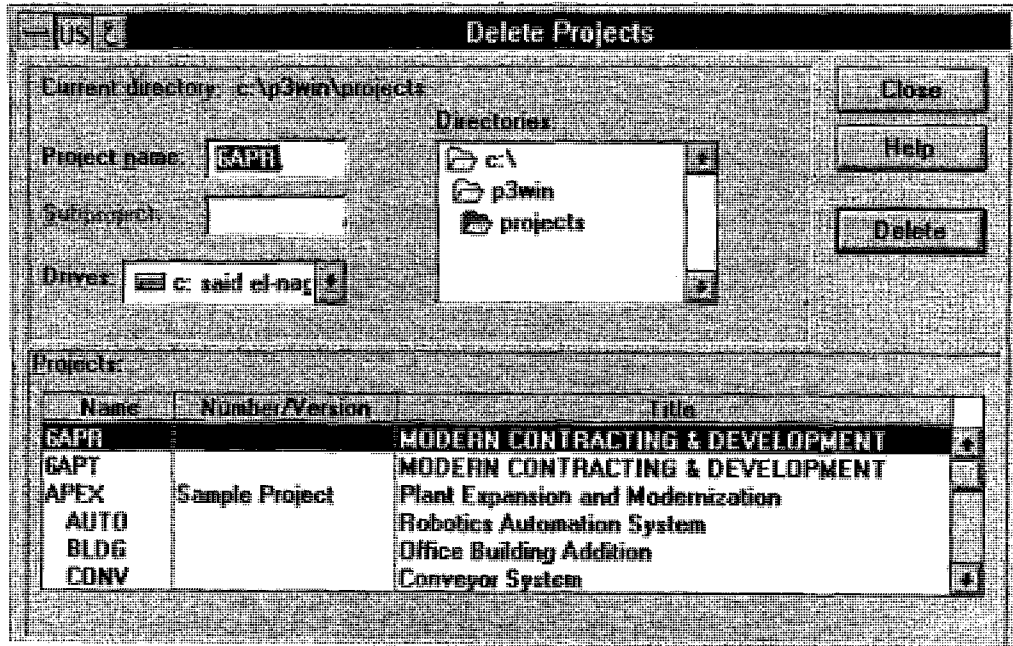 US Delete Projects
Current directory: c:\p3win\projects
Close
Directories:
Project name: 6APR
c:\
Help
p3win
Subproject:
projects
Delete
Drives: c: said el-nag
Projects:
Name Number/Version Title
6APR MODERN CONTRACTING & DEVELOPMENT
6APT MODERN CONTRACTING & DEVELOPMENT
APEX Sample Project Plant Expansion and Modernization
AUTO Robotics Automation System
BLDG Office Building Addition
CONV Conveyor System